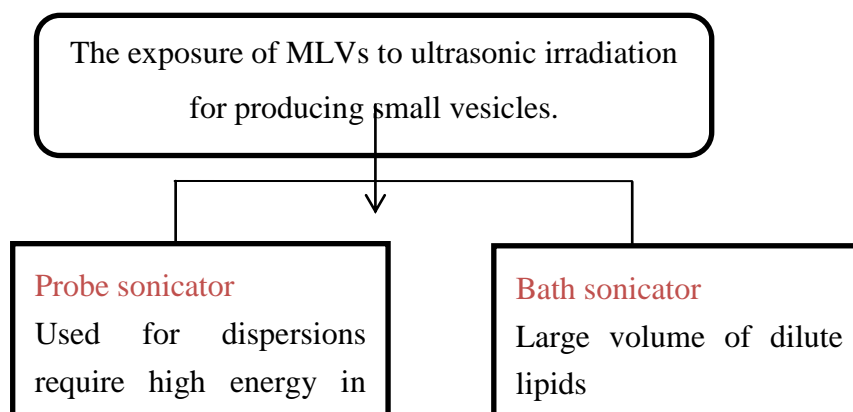 The exposure of MLVs to ultrasonic irradiation
for producing small vesicles.
Probe sonicator
Used for dispersions
require high energy in
Bath sonicator
Large volume of dilute
lipids